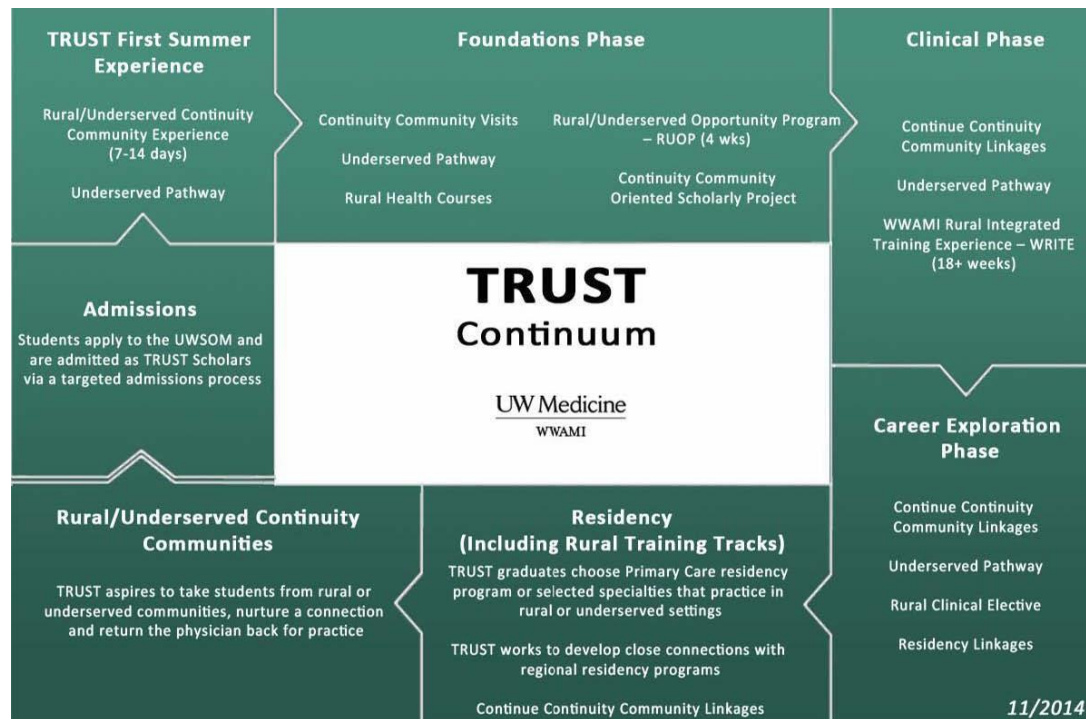 TRUST First Summer
Experience
Rural/Underserved Continuity
Community Experience
(7-14 days)
Underserved Pathway
Foundations Phase
Continuity Community Visits
Underserved Pathway
Rural Health Courses
Rural/Underserved Opportunity Program
– RUOP (4 wks)
Continuity Community
Oriented Scholarly Project
Clinical Phase
Continue Continuity
Community Linkages
Underserved Pathway
WWAMI Rural Integrated
Training Experience – WRITE
(18+ weeks)
Admissions
Students apply to the UWSOM and
are admitted as TRUST Scholars
via a targeted admissions process
TRUST
Continuum
UW Medicine
WWAMI
Career Exploration
Phase
Continue Continuity
Community Linkages
Underserved Pathway
Rural Clinical Elective
Residency Linkages
Rural/Underserved Continuity
Communities
TRUST aspires to take students from rural or
underserved communities, nurture a connection
and return the physician back for practice
Residency
(Including Rural Training Tracks)
TRUST graduates choose Primary Care residency
program or selected specialties that practice in
rural or underserved settings
TRUST works to develop close connections with
regional residency programs
Continue Continuity Community Linkages
11/2014